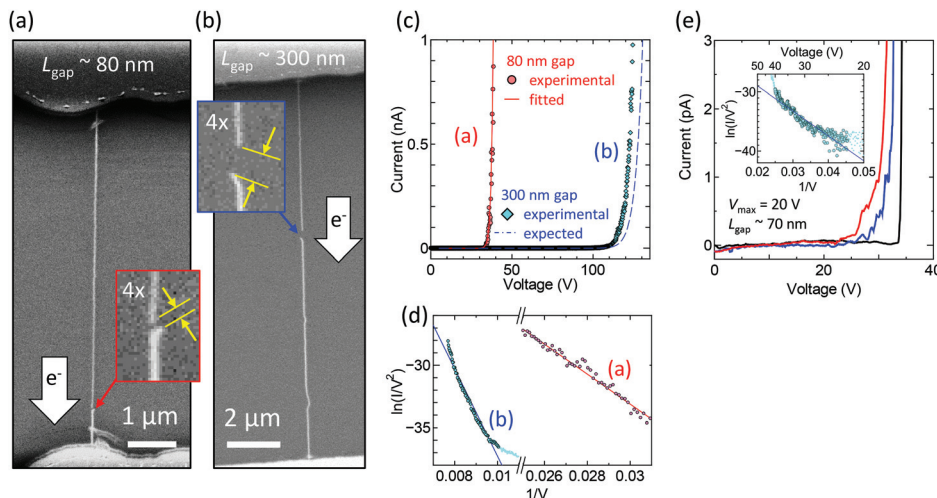 (a)
L_gap ~ 80 nm
4x
e-
1 μm
(b)
L_gap ~ 300 nm
4x
e-
2 μm
(c)
1
0.5
0
Current (nA)
80 nm gap
experimental
fitted
(a)
(b)
300 nm gap
experimental
expected
0
50
100
Voltage (V)
(d)
-30
-33
-36
ln(I/V²)
(a)
(b)
0.008
0.01
0.026
0.028
0.03
1/V
(e)
3
2
1
0
Current (pA)
Voltage (V)
50
40
30
20
-30
-40
ln(I/V²)
0.02
0.03
0.04
0.05
1/V
V_max = 20 V
L_gap ~ 70 nm
0
20
40
Voltage (V)